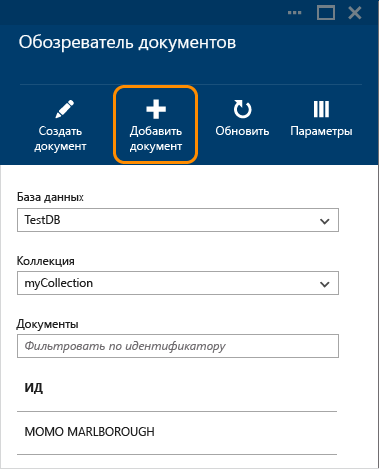 Обозреватель документов
Создать
документ
Добавить
документ
Обновить
Параметры
База данных
TestDB
Коллекция
myCollection
Документы
Фильтровать по идентификатору
ИД
MOMO MARLBOROUGH